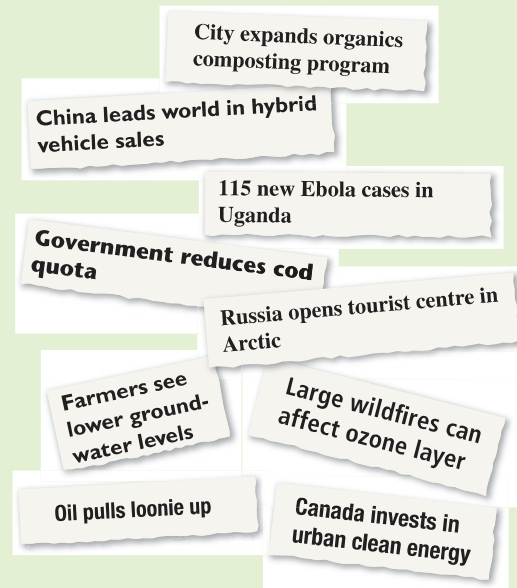 City expands organics
composting program
China leads world in hybrid
vehicle sales
115 new Ebola cases in
Uganda
Government reduces cod
quota
Russia opens tourist centre in
Arctic
Farmers see
lower ground-
water levels
Large wildfires can
affect ozone layer
Oil pulls loonie up
Canada invests in
urban clean energy